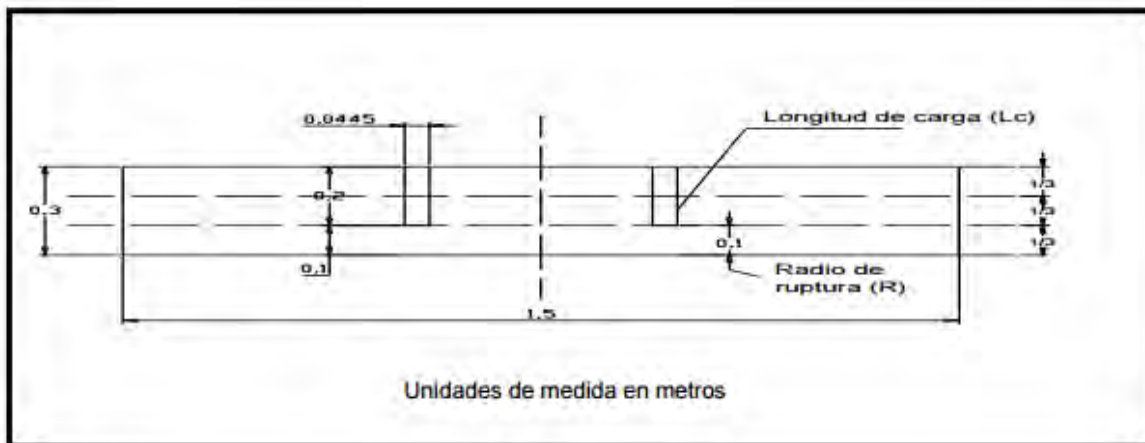 0.0445
Longitud de carga (Lc)
0.3
0.2
1/3
1/3
1/3
0.1
0.1
Radio de
ruptura (R)
1.5
Unidades de medida en metros